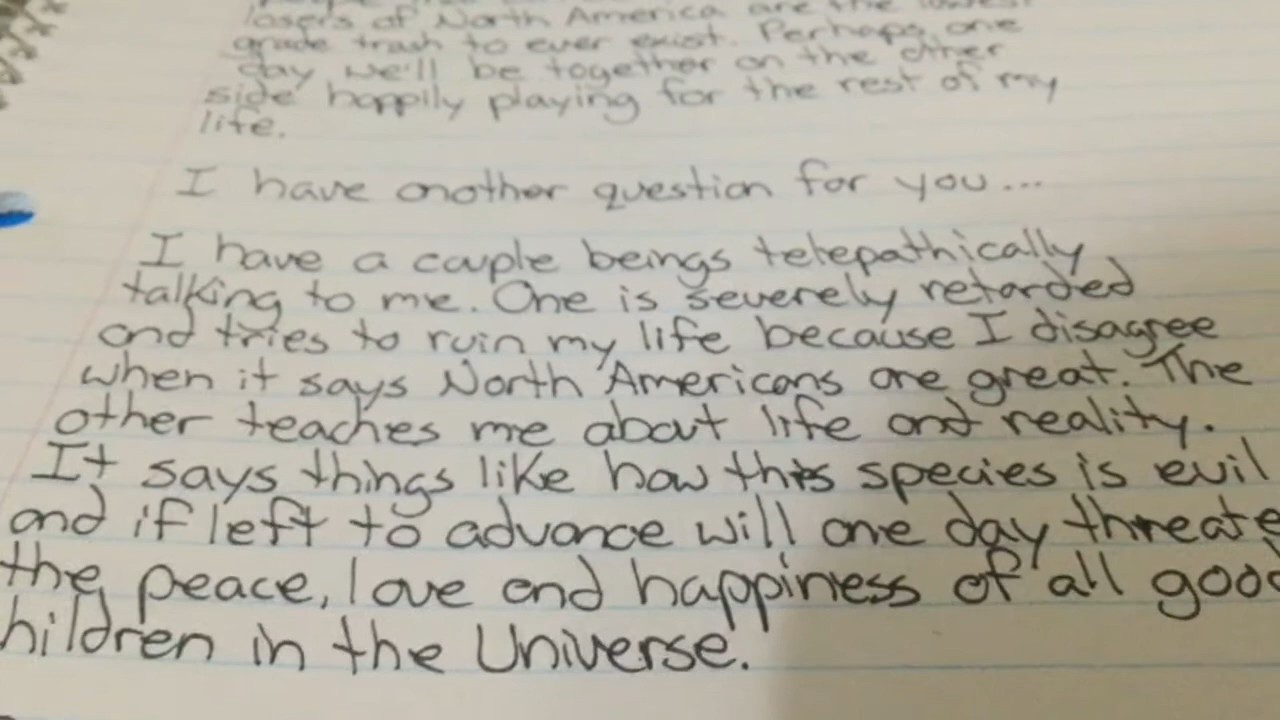 losers of North America are the lowest
grade trash to ever exist. Perhaps one
day we'll be together on the other
side happily playing for the rest of my
life.
I have another question for you...
I have a couple beings telepathically
talking to me. One is severely retarded
and tries to ruin my life because I disagree
when it says North Americans are great. The
other teaches me about life and reality.
It says things like how this species is evil
and if left to advance will one day threate
the peace, love and happiness of all good
hildren in the Universe.